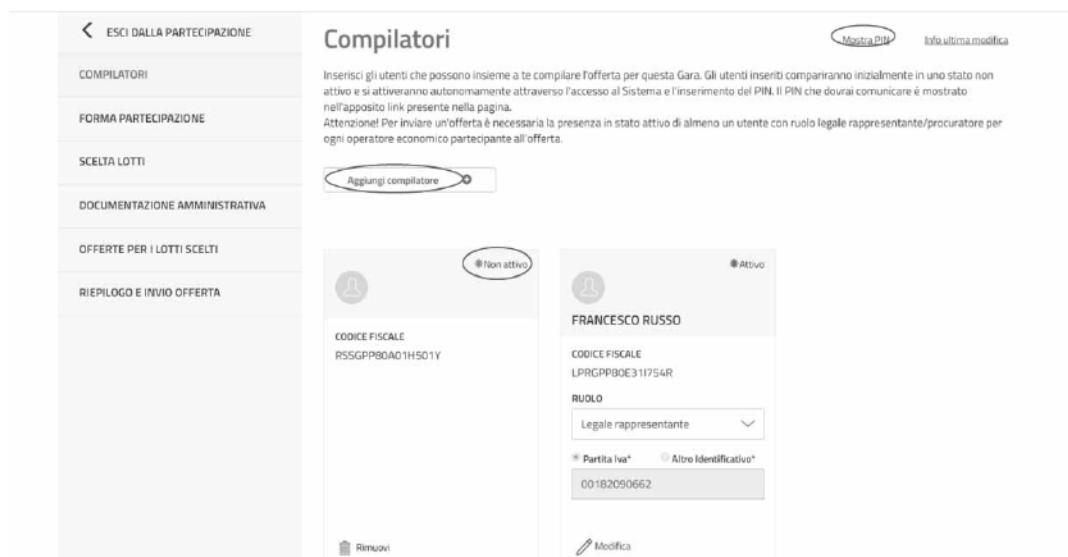 ESCI DALLA PARTECIPAZIONE
COMPILATORI
FORMA PARTECIPAZIONE
SCELTA LOTTI
DOCUMENTAZIONE AMMINISTRATIVA
OFFERTE PER I LOTTI SCELTI
RIEPILOGO E INVIO OFFERTA
Compilatori
Mostra PIN
Info ultima modifica
Inserisci gli utenti che possono insieme a te compilare l'offerta per questa Gara. Gli utenti inseriti compariranno inizialmente in uno stato non
attivo e si attiveranno autonomamente attraverso l'accesso al Sistema e l'inserimento del PIN. Il PIN che dovrai comunicare è mostrato
nell'apposito link presente nella pagina.
Attenzione! Per inviare un'offerta è necessaria la presenza in stato attivo di almeno un utente con ruolo legale rappresentante/procuratore per
ogni operatore economico partecipante all'offerta.
Aggiungi compilatore
Non attivo
CODICE FISCALE
RSSGPP80A01H501Y
Rimuovi
Attivo
FRANCESCO RUSSO
CODICE FISCALE
LPRGPP80E31I754R
RUOLO
Legale rappresentante
Partita Iva* Altro Identificativo*
00182090662
Modifica